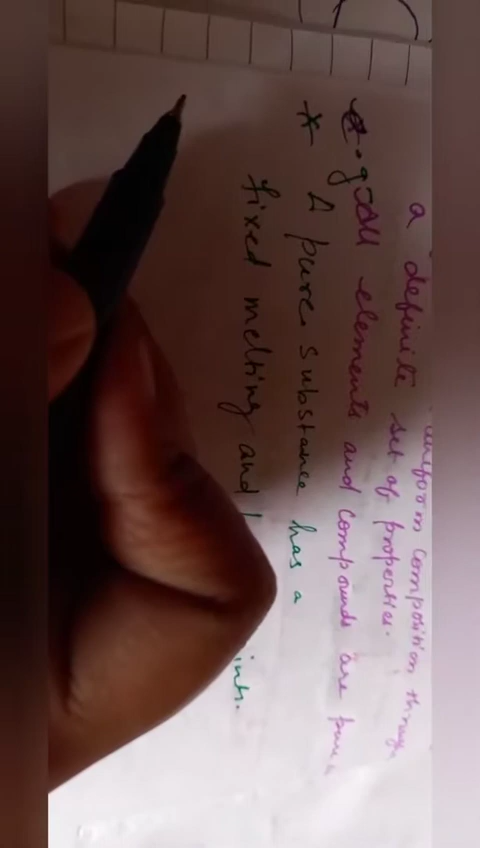 uniform composition through
a definite set of properties.
e.g. All elements and compounds are pure
* A pure substance has a
fixed melting and